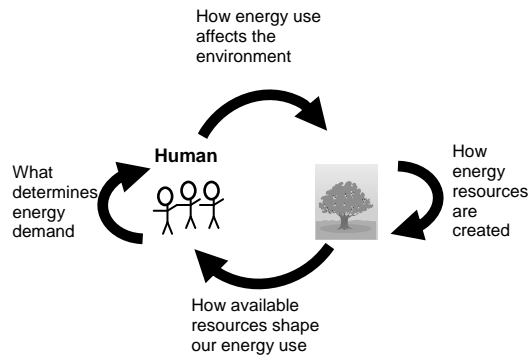 How energy use
affects the
environment
Human
What
determines
energy
demand
How
energy
resources
are
created
How available
resources shape
our energy use